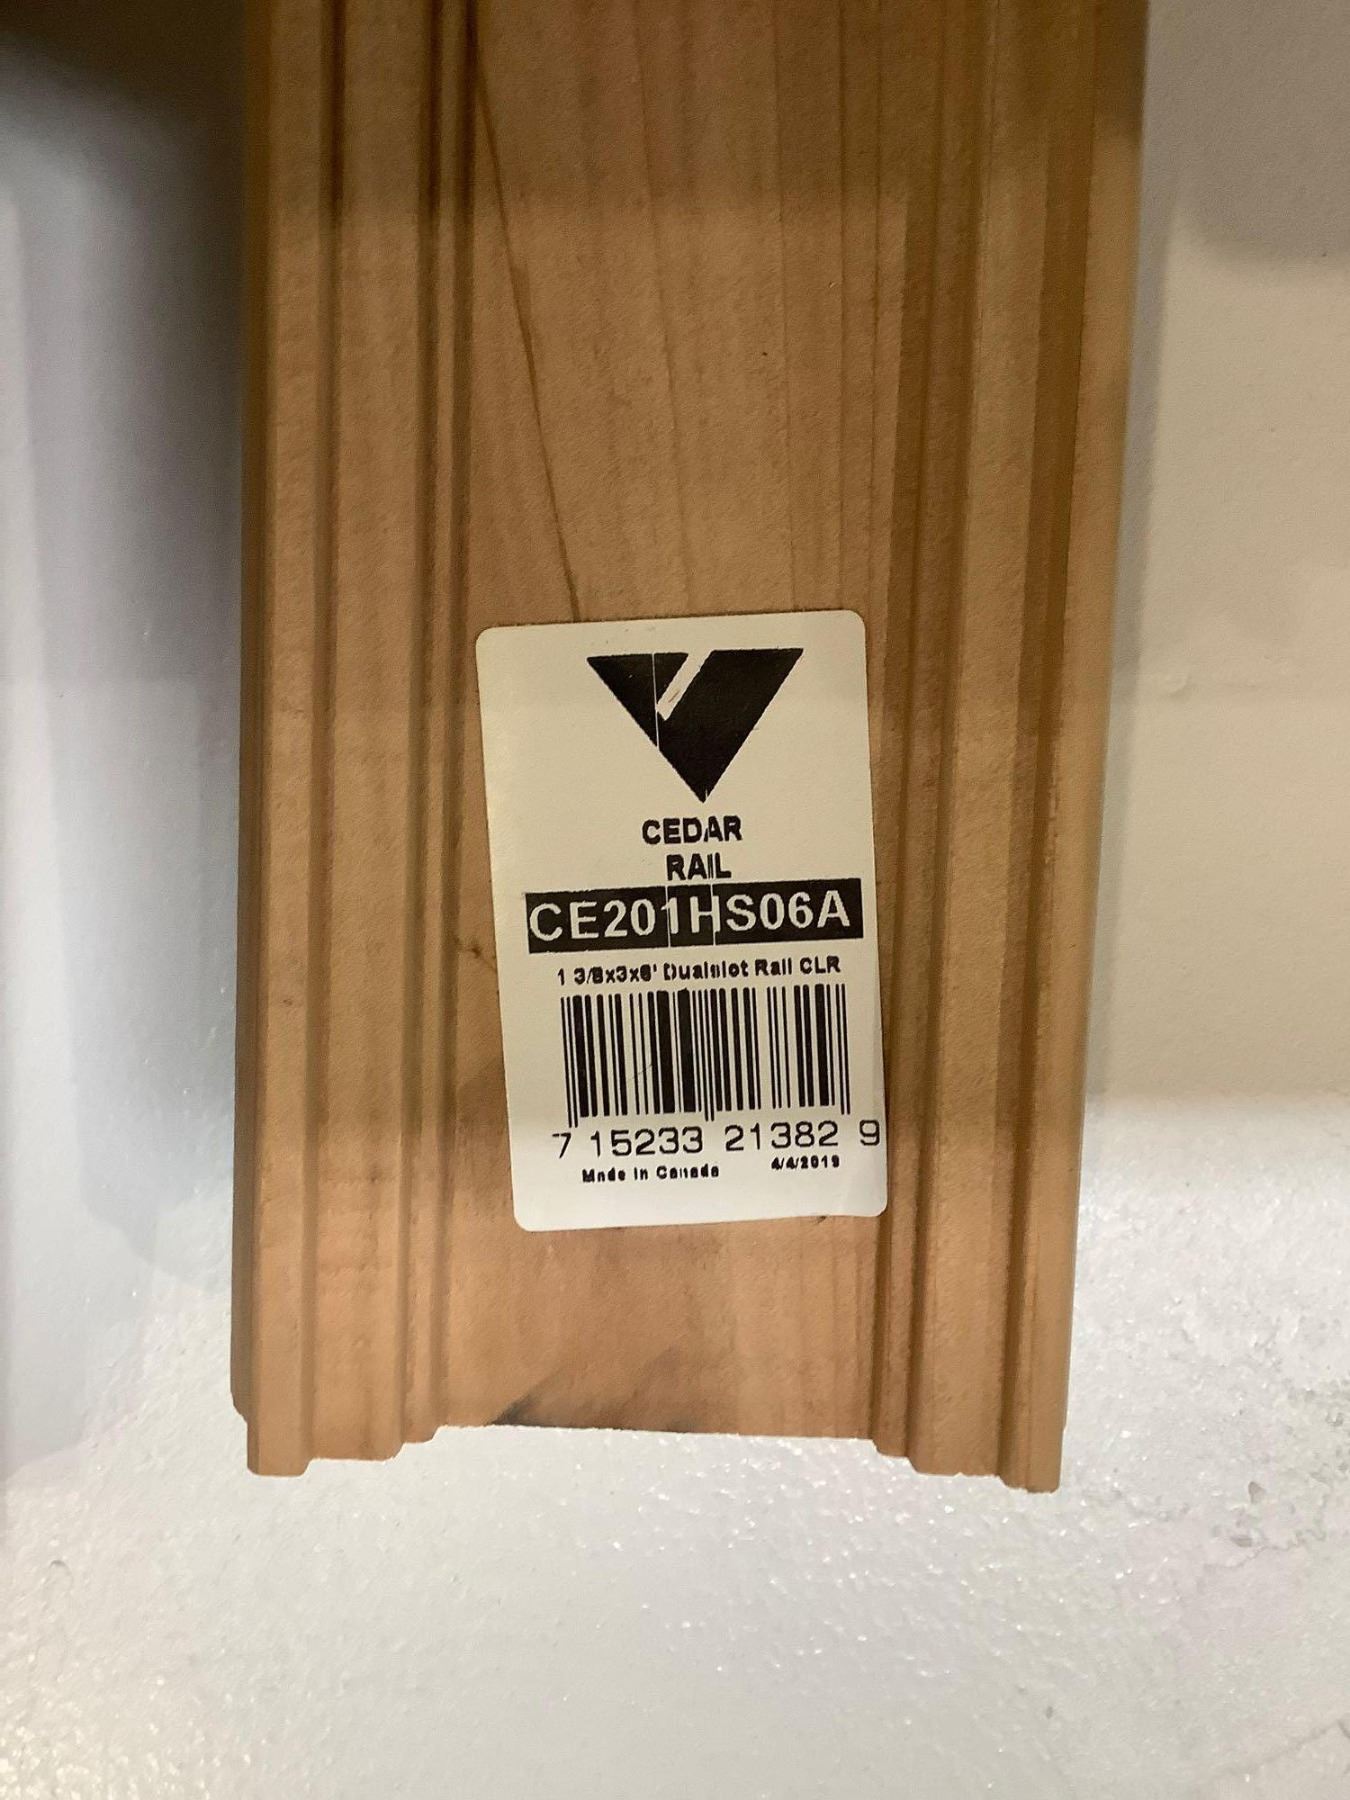 CEDAR
RAIL
CE201HS06A
1 3/8x3x6' Dualslot Rail CLR
7 15233 21382 9
Made in Canada 4/4/2019